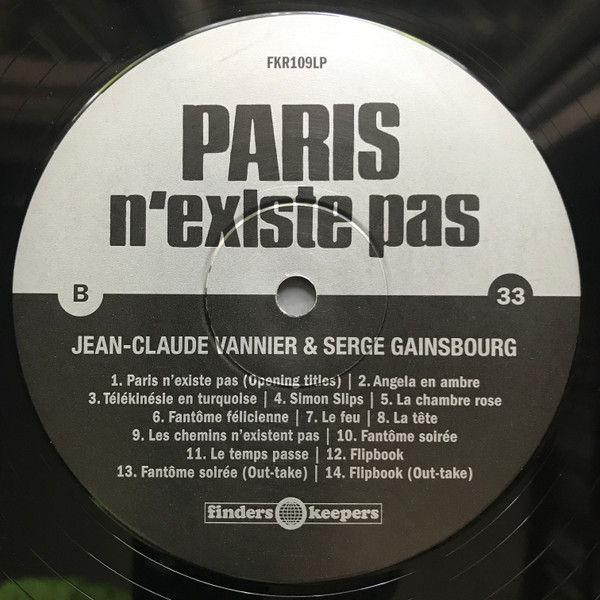 FKR109LP
PARIS
n'existe pas
B
33
JEAN-CLAUDE VANNIER & SERGE GAINSBOURG
1. Paris n'existe pas (Opening titles) | 2. Angela en ambre
3. Télékinésie en turquoise | 4. Simon Slips | 5. La chambre rose
6. Fantôme félicienne | 7. Le feu | 8. La tête
9. Les chemins n'existent pas | 10. Fantôme soirée
11. Le temps passe | 12. Flipbook
13. Fantôme soirée (Out-take) | 14. Flipbook (Out-take)
finders keepers